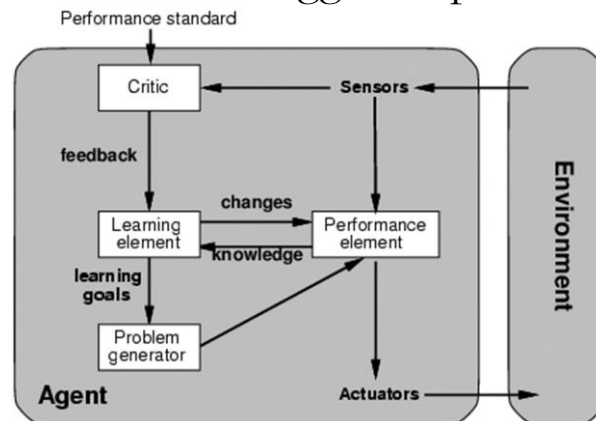 Performance standard
Critic
Sensors
feedback
changes
Learning
element
Performance
element
knowledge
learning
goals
Problem
generator
Agent
Actuators
Environment